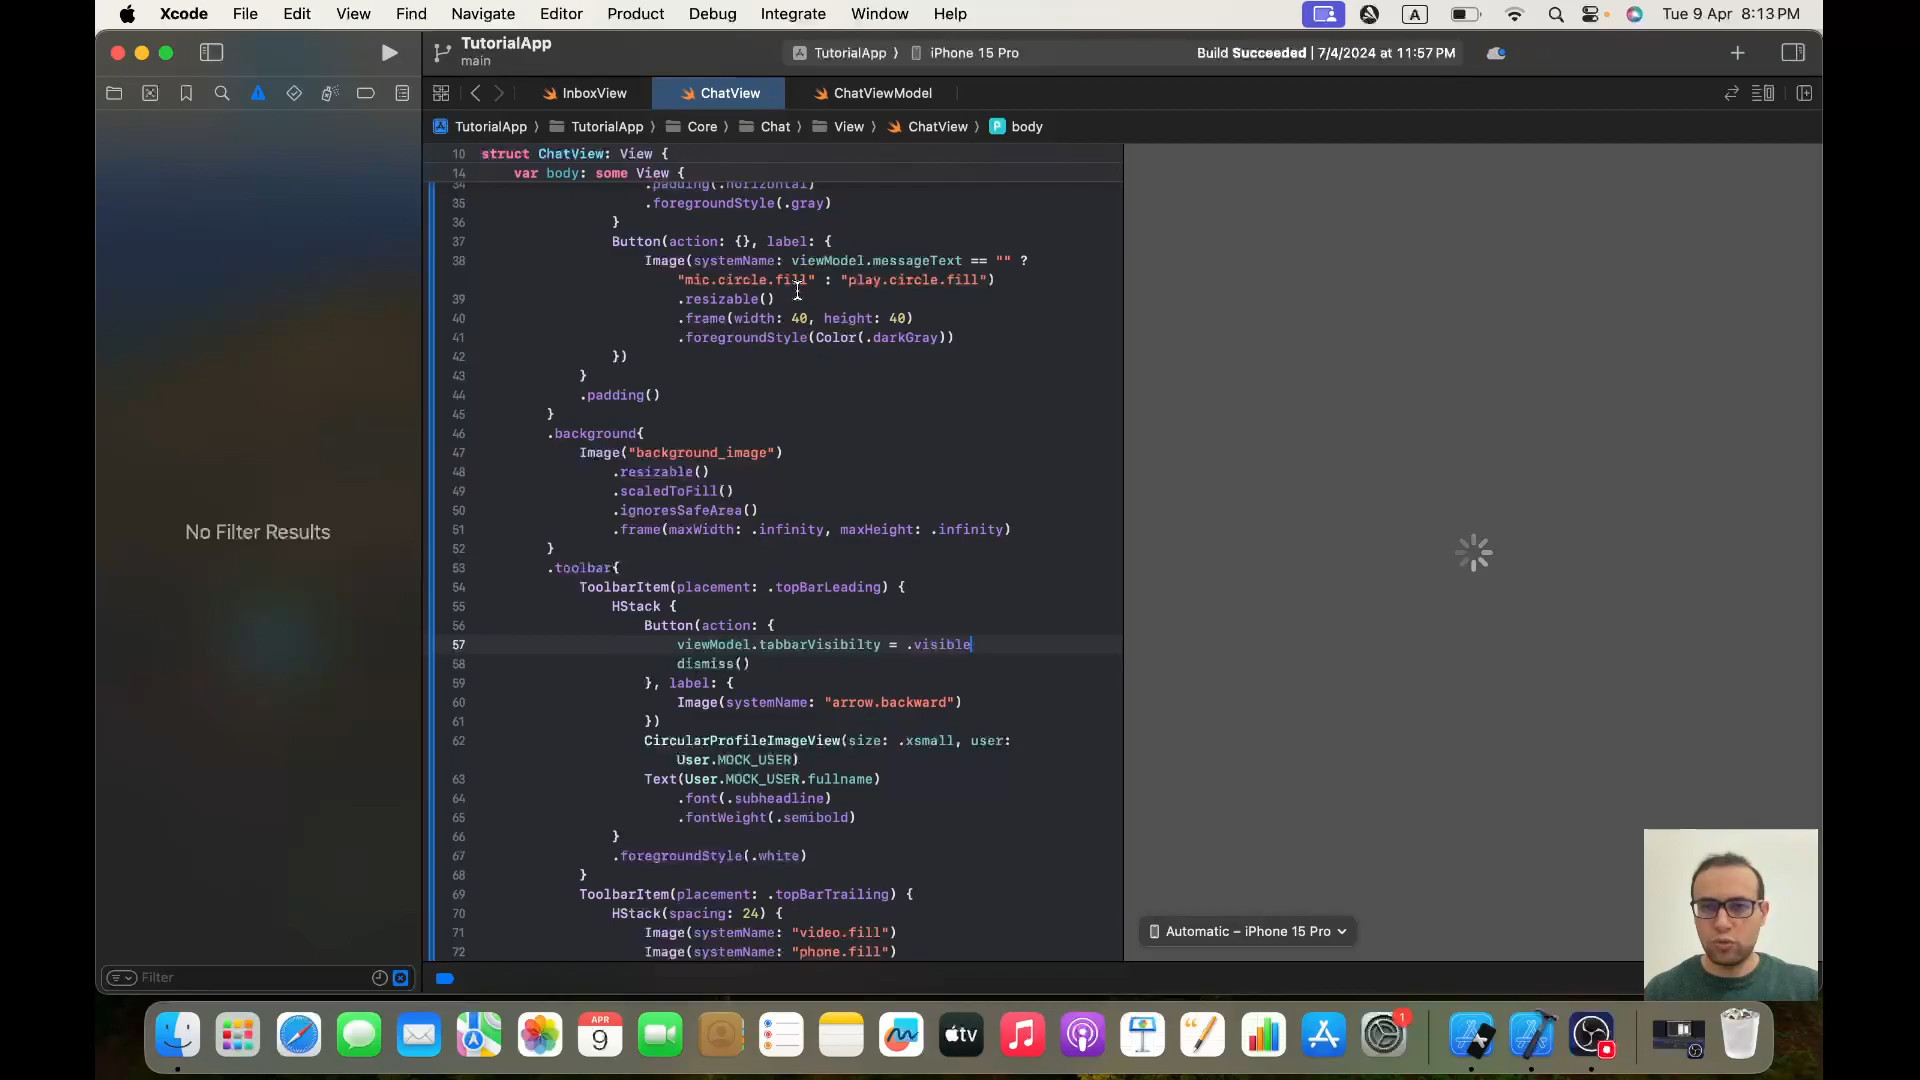 Xcode File Edit View Find Navigate Editor Product Debug Integrate Window Help A Tue 9 Apr 8:13 PM
TutorialApp
main
TutorialApp iPhone 15 Pro
Build Succeeded | 7/4/2024 at 11:57 PM
InboxView ChatView ChatViewModel
TutorialApp TutorialApp Core Chat View ChatView P body
10 struct ChatView: View {
14 var body: some View {
34 .padding(.horizontal)
35 .foregroundStyle(.gray)
36 }
37 Button(action: {}, label: {
38 Image(systemName: viewModel.messageText == "" ?
"mic.circle.fill" : "play.circle.fill")
39 .resizable()
40 .frame(width: 40, height: 40)
41 .foregroundStyle(Color(.darkGray))
42 })
43 }
44 .padding()
45 }
46 .background{
47 Image("background_image")
48 .resizable()
49 .scaledToFill()
50 .ignoresSafeArea()
51 .frame(maxWidth: .infinity, maxHeight: .infinity)
52 }
53 .toolbar{
54 ToolbarItem(placement: .topBarLeading) {
55 HStack {
56 Button(action: {
57 viewModel.tabbarVisibilty = .visible
58 dismiss()
59 }, label: {
60 Image(systemName: "arrow.backward")
61 })
62 CircularProfileImageView(size: .xsmall, user:
User.MOCK_USER)
63 Text(User.MOCK_USER.fullname)
64 .font(.subheadline)
65 .fontWeight(.semibold)
66 }
67 .foregroundStyle(.white)
68 }
69 ToolbarItem(placement: .topBarTrailing) {
70 HStack(spacing: 24) {
71 Image(systemName: "video.fill")
72 Image(systemName: "phone.fill")
No Filter Results
Automatic – iPhone 15 Pro
Filter
APR
9
tv
1